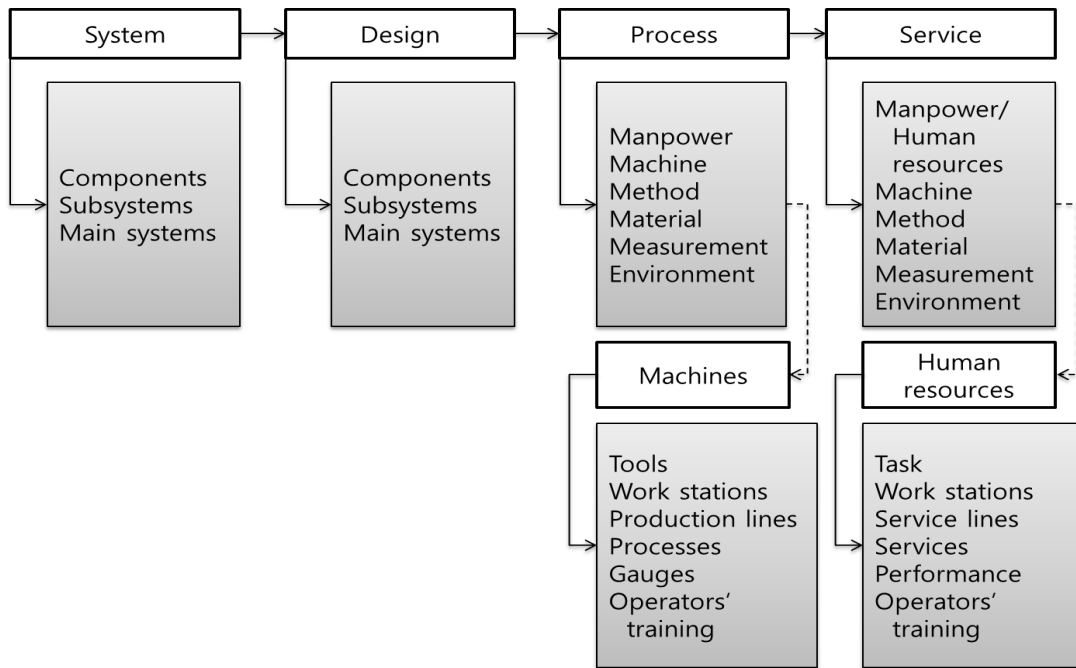 System
Design
Process
Service
Components
Subsystems
Main systems
Components
Subsystems
Main systems
Manpower
Machine
Method
Material
Measurement
Environment
Manpower/
Human
resources
Machine
Method
Material
Measurement
Environment
Machines
Human
resources
Tools
Work stations
Production lines
Processes
Gauges
Operators’
training
Task
Work stations
Service lines
Services
Performance
Operators’
training